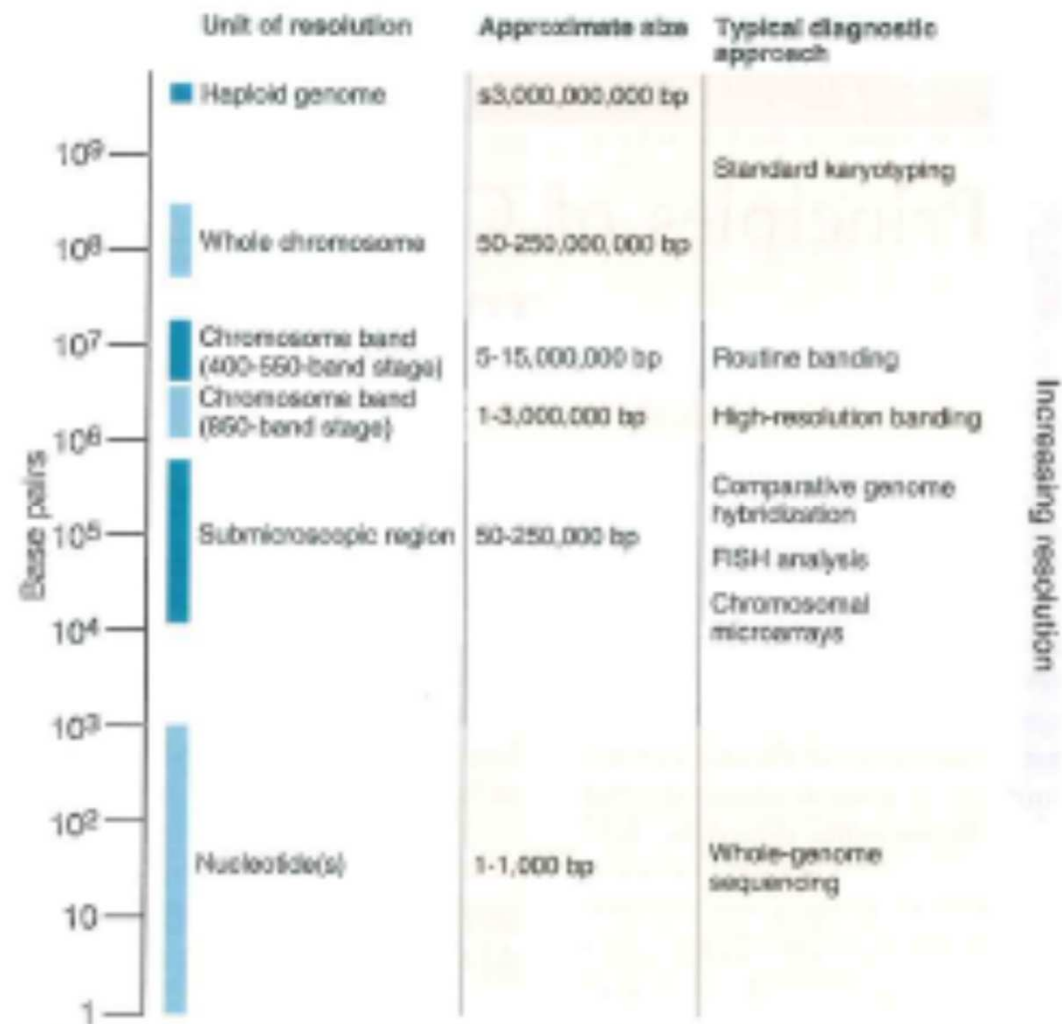 Unit of resolution
Approximate size
Typical diagnostic
approach
Haploid genome
≤3,000,000,000 bp
10⁹
Standard karyotyping
Whole chromosome
50-250,000,000 bp
10⁸
Chromosome band
(400-550-band stage)
5-15,000,000 bp
Routine banding
10⁷
Chromosome band
(850-band stage)
1-3,000,000 bp
High-resolution banding
10⁶
Comparative genome
hybridization
Submicroscopic region
50-250,000 bp
10⁵
FISH analysis
Chromosomal
microarrays
10⁴
10³
10²
Nucleotide(s)
1-1,000 bp
Whole-genome
sequencing
10
1
Base pairs
Increasing resolution